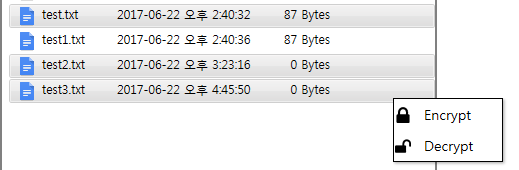 test.txt 2017-06-22 오후 2:40:32 87 Bytes
test1.txt 2017-06-22 오후 2:40:36 87 Bytes
test2.txt 2017-06-22 오후 3:23:16 0 Bytes
test3.txt 2017-06-22 오후 4:45:50 0 Bytes
Encrypt
Decrypt